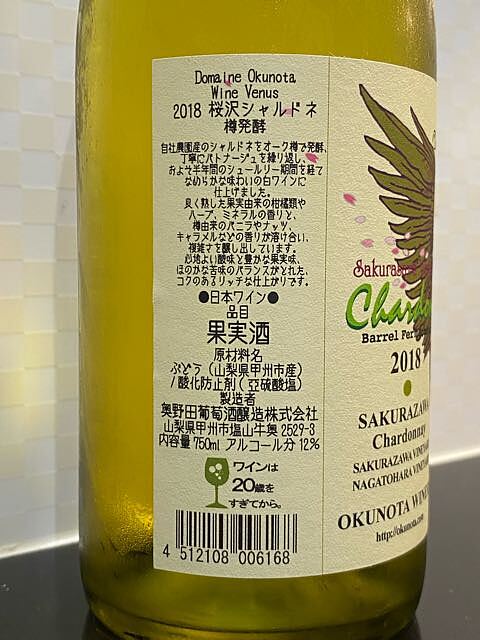 Domaine Okunota
Wine Venus
2018 桜沢シャルドネ
樽発酵
自社農園産のシャルドネをオーク樽で発酵、
丁寧にバトナージュを繰り返し、
およそ半年間のシュールリー期間を経て
なめらかな味わいの白ワインに
仕上げました。
良く熟した果実由来の柑橘類や
ハーブ、ミネラルの香りと、
樽由来のバニラやナッツ、
キャラメルなどの香りが溶け合い、
複雑さを醸し出しています。
心地よい酸味と豊かな果実味、
ほのかな苦味のバランスがとれた、
コクのあるリッチな仕上がりです。
●日本ワイン●
品目
果実酒
原材料名
ぶどう(山梨県甲州市産)
/酸化防止剤(亜硫酸塩)
製造者
奥野田葡萄酒醸造株式会社
山梨県甲州市塩山牛奥2529-3
内容量750ml アルコール分12%
ワインは
20歳を
すぎてから。
4 512108 006168
Barrel
2018
SAKURAZAWA
Chardonnay
SAKURAZAWA
NAGATOHARA
OKUNOTA
http://okunota.com